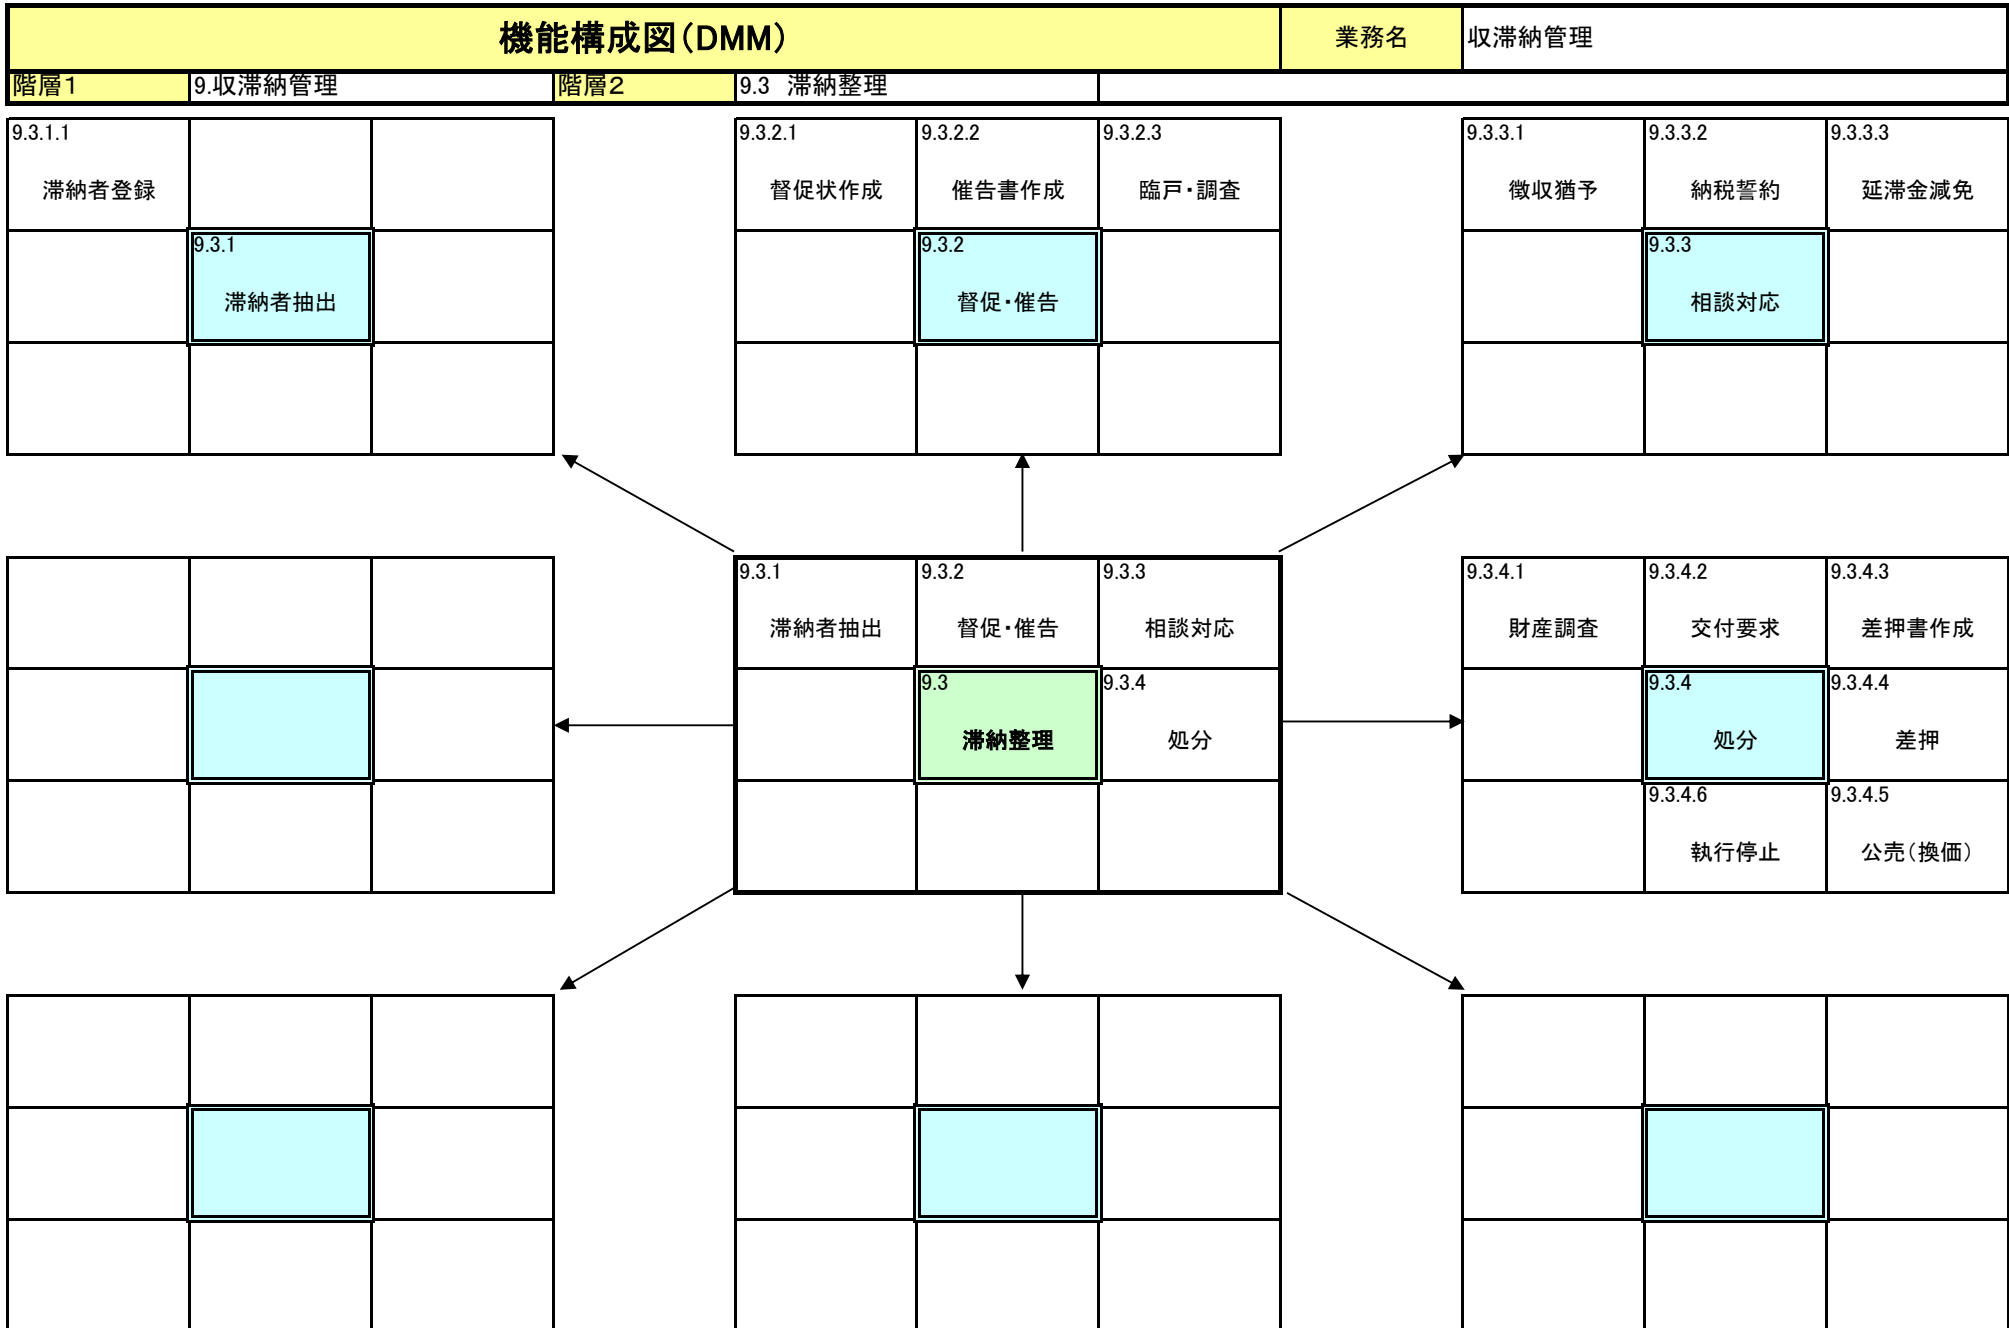 機能構成図(DMM)
業務名
収滞納管理
階層1
9.収滞納管理
階層2
9.3 滞納整理
9.3.1.1
滞納者登録
9.3.1
滞納者抽出
9.3.2.1
督促状作成
9.3.2.2
催告書作成
9.3.2.3
臨戸・調査
9.3.2
督促・催告
9.3.3.1
徴収猶予
9.3.3.2
納税誓約
9.3.3.3
延滞金減免
9.3.3
相談対応
9.3.1
滞納者抽出
9.3.2
督促・催告
9.3.3
相談対応
9.3
滞納整理
9.3.4
処分
9.3.4.1
財産調査
9.3.4.2
交付要求
9.3.4.3
差押書作成
9.3.4
処分
9.3.4.4
差押
9.3.4.6
執行停止
9.3.4.5
公売(換価)